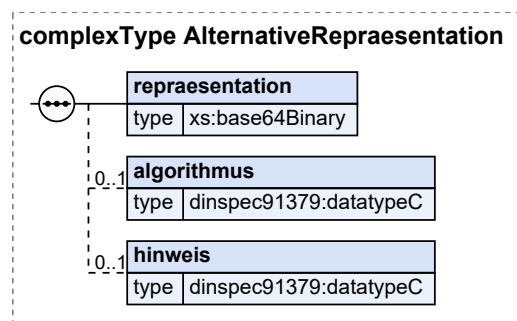 complexType AlternativeRepraesentation
repraesentation
type xs:base64Binary
0..1 algorithmus
type dinspec91379:datatypeC
0..1 hinweis
type dinspec91379:datatypeC